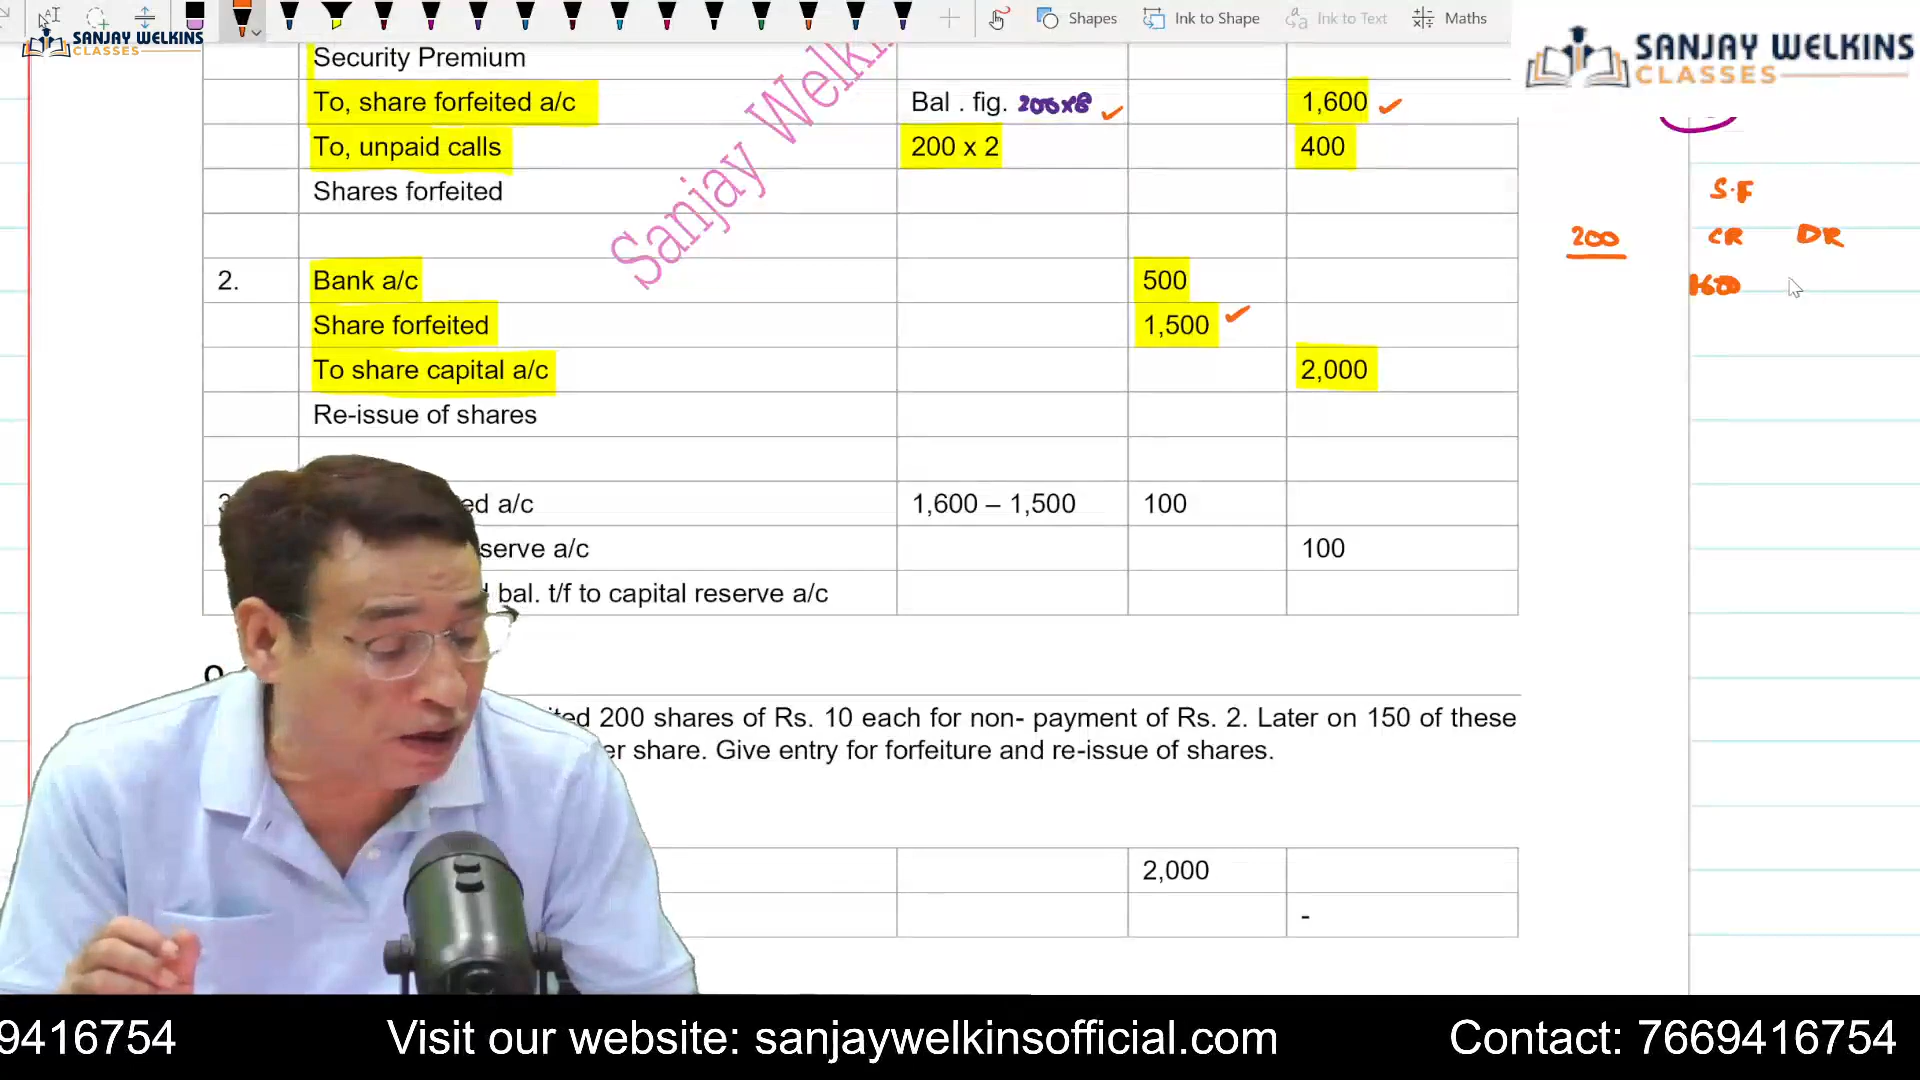 Shapes Ink to Shape Ink to Text Maths
SANJAY WELKINS
CLASSES
SANJAY WELKINS
CLASSES
Security Premium
To, share forfeited a/c Bal . fig. 200x8 1,600
To, unpaid calls 200 x 2 400
Shares forfeited
Sanjay Welki
S.F
200 CR DR
1600
2. Bank a/c 500
Share forfeited 1,500
To share capital a/c 2,000
Re-issue of shares
ed a/c 1,600 – 1,500 100
serve a/c 100
bal. t/f to capital reserve a/c
ted 200 shares of Rs. 10 each for non- payment of Rs. 2. Later on 150 of these
er share. Give entry for forfeiture and re-issue of shares.
2,000
-
9416754 Visit our website: sanjaywelkinsofficial.com Contact: 7669416754